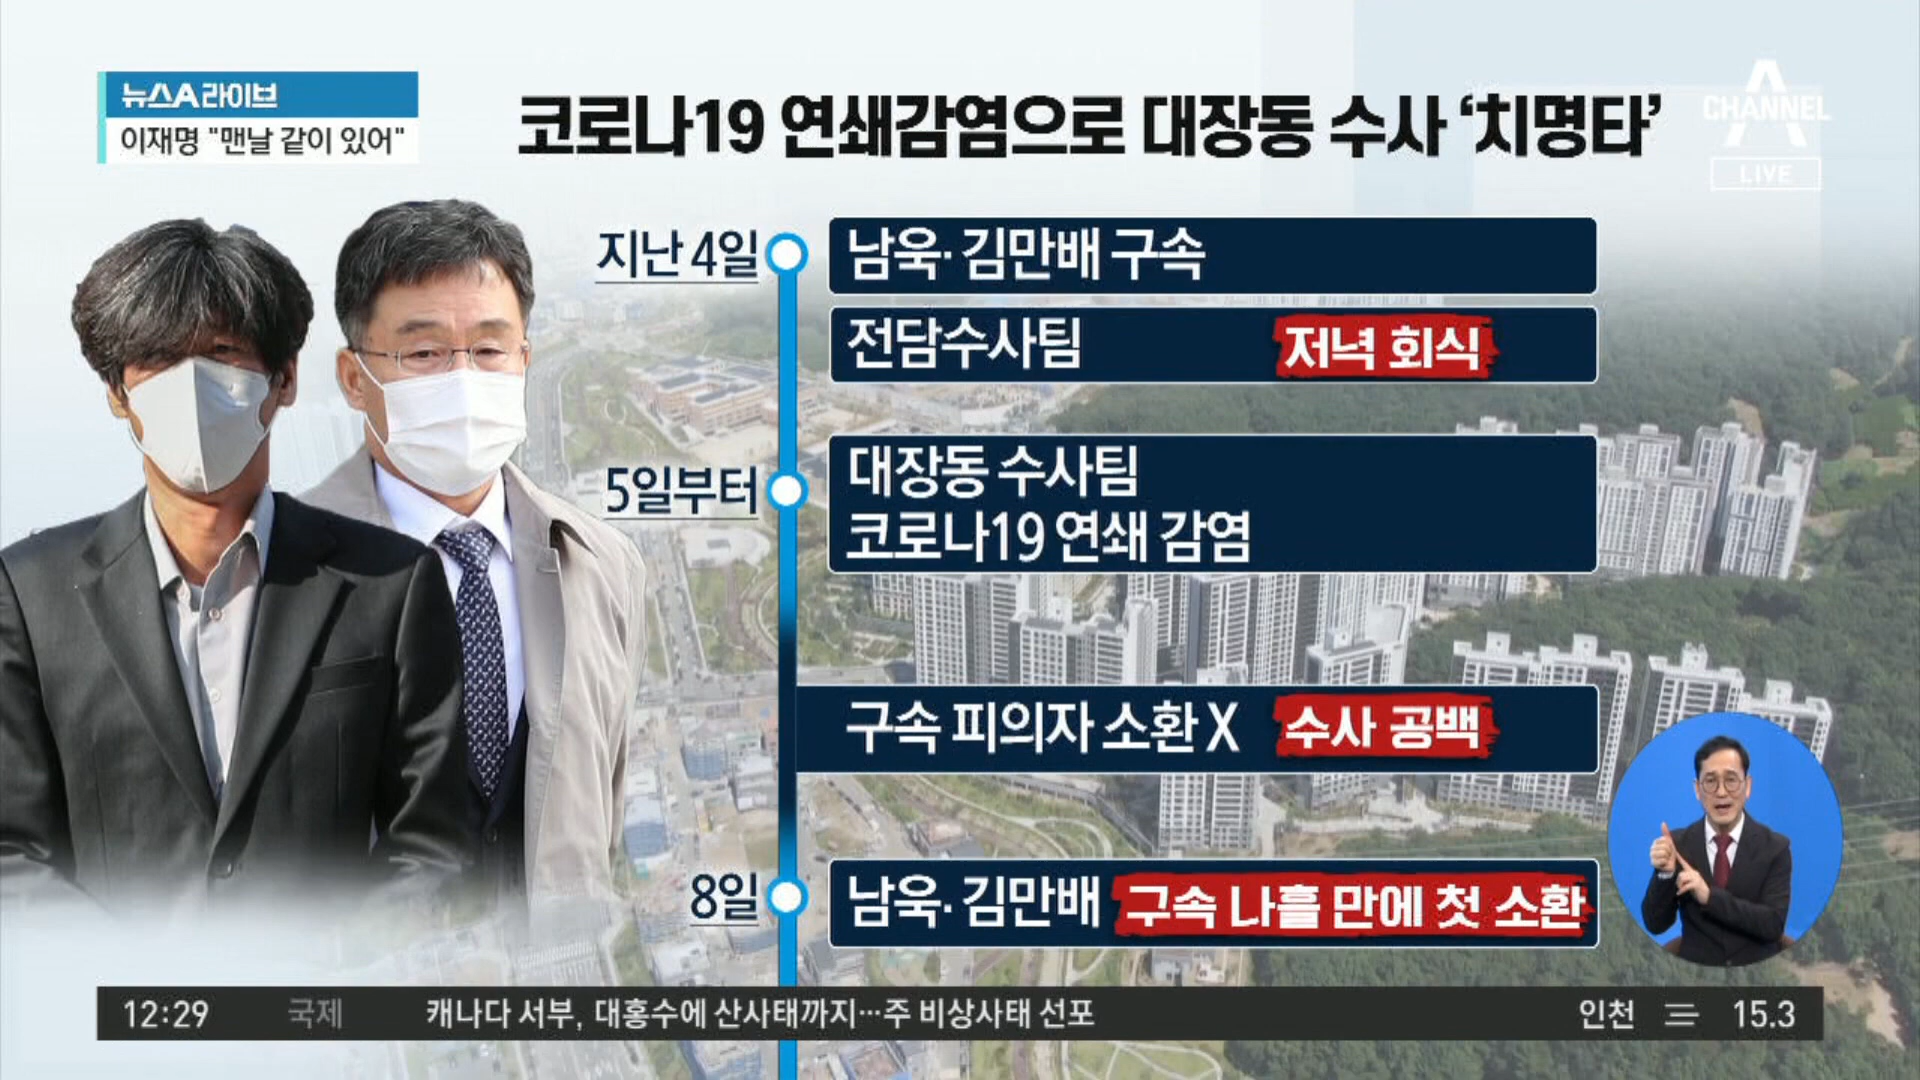 뉴스A라이브
이재명 "맨날 같이 있어"
코로나19 연쇄감염으로 대장동 수사 ‘치명타’
CHANNEL A
LIVE
지난 4일
남욱·김만배 구속
전담수사팀 저녁 회식
5일부터
대장동 수사팀
코로나19 연쇄 감염
구속 피의자 소환 X 수사 공백
8일
남욱·김만배 구속 나흘 만에 첫 소환
12:29 국제 캐나다 서부, 대홍수에 산사태까지…주 비상사태 선포 인천 15.3